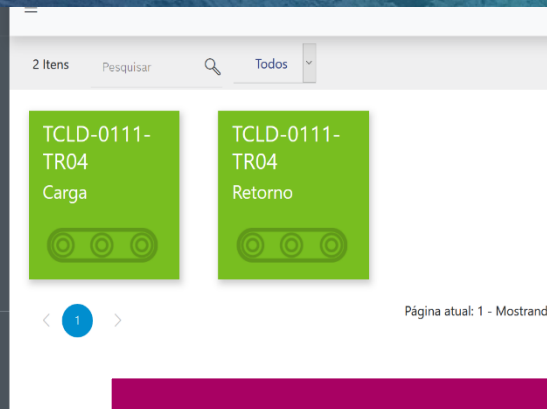 2 Itens Pesquisar Todos
TCLD-0111-
TR04
Carga
TCLD-0111-
TR04
Retorno
1
Página atual: 1 - Mostrand